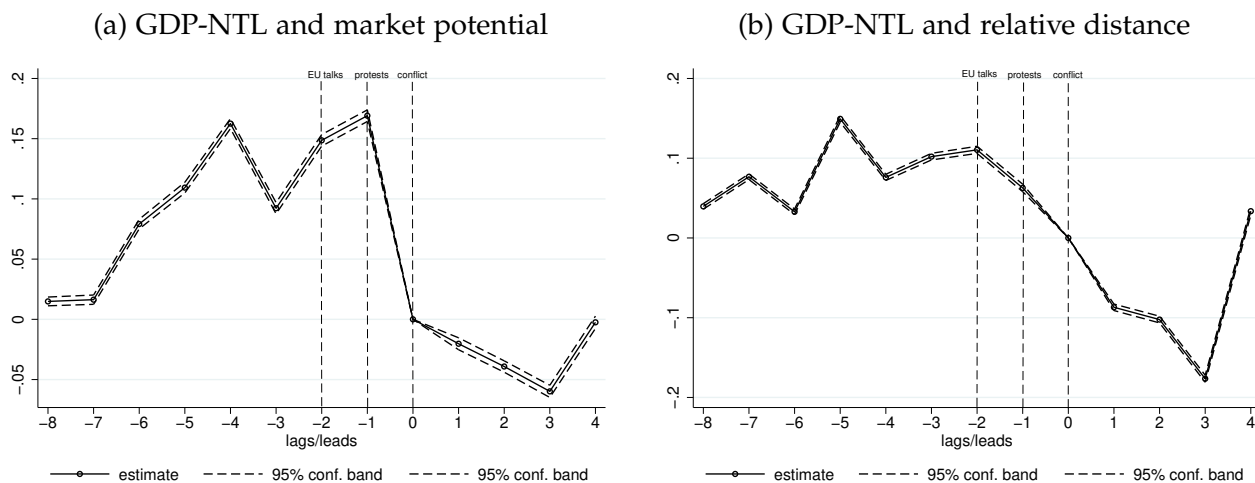 (a) GDP-NTL and market potential
EU talks protests conflict
.2
.15
.1
.05
0
-.05
−8 −7 −6 −5 −4 −3 −2 −1 0 1 2 3 4
lags/leads
estimate 95% conf. band 95% conf. band
(b) GDP-NTL and relative distance
EU talks protests conflict
.2
.1
0
-.1
-.2
−8 −7 −6 −5 −4 −3 −2 −1 0 1 2 3 4
lags/leads
estimate 95% conf. band 95% conf. band